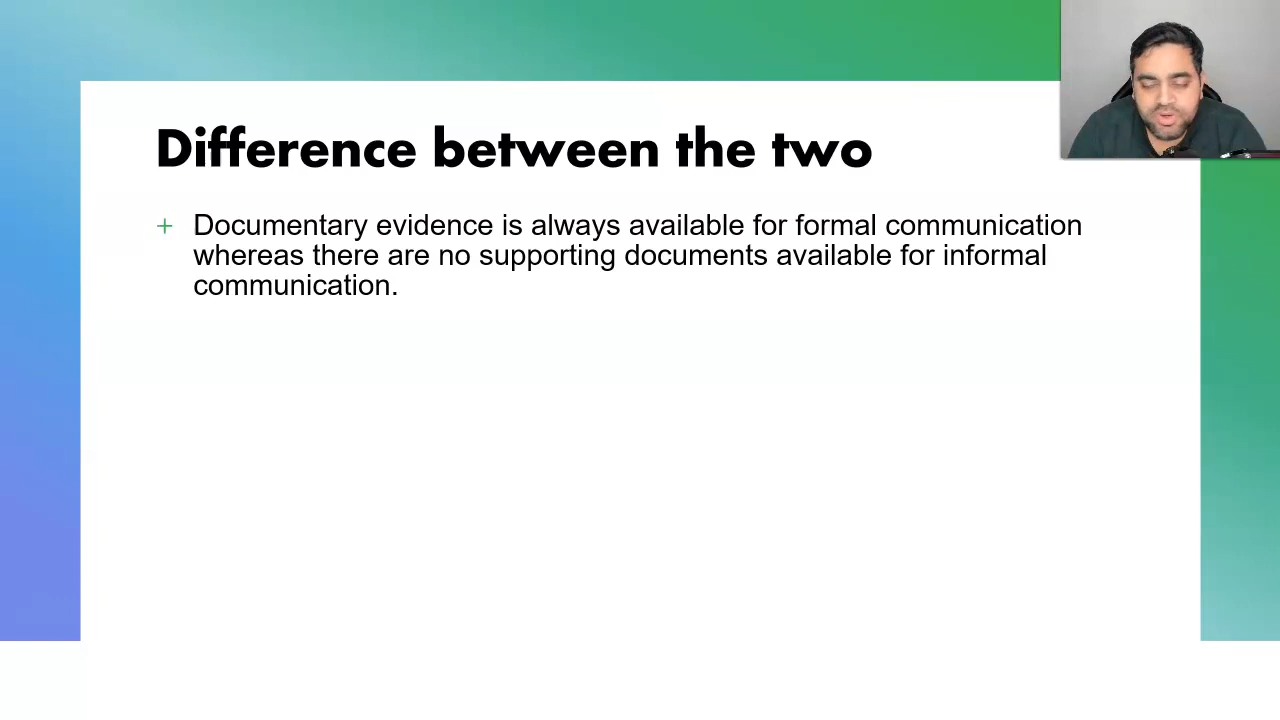 Difference between the two
+ Documentary evidence is always available for formal communication
whereas there are no supporting documents available for informal
communication.